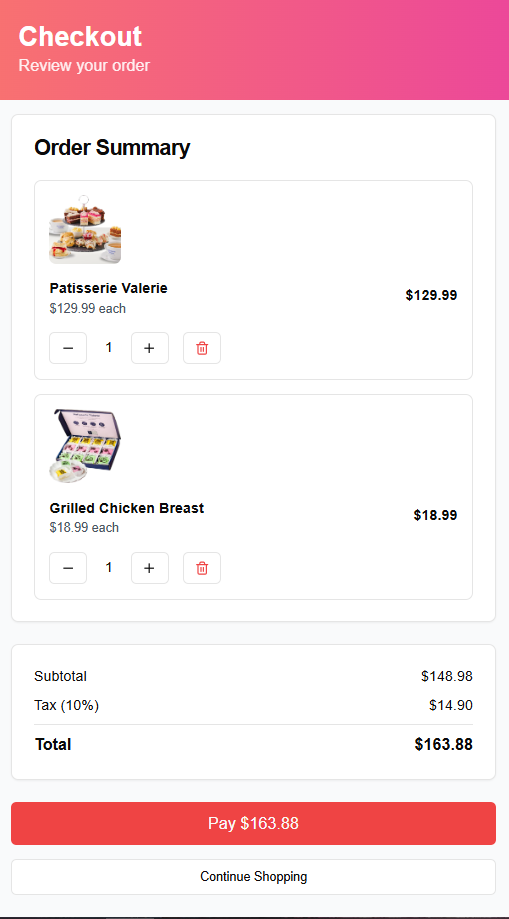 Checkout
Review your order
Order Summary
Patisserie Valerie
$129.99 each
$129.99
1
Grilled Chicken Breast
$18.99 each
$18.99
1
Subtotal $148.98
Tax (10%) $14.90
Total $163.88
Pay $163.88
Continue Shopping